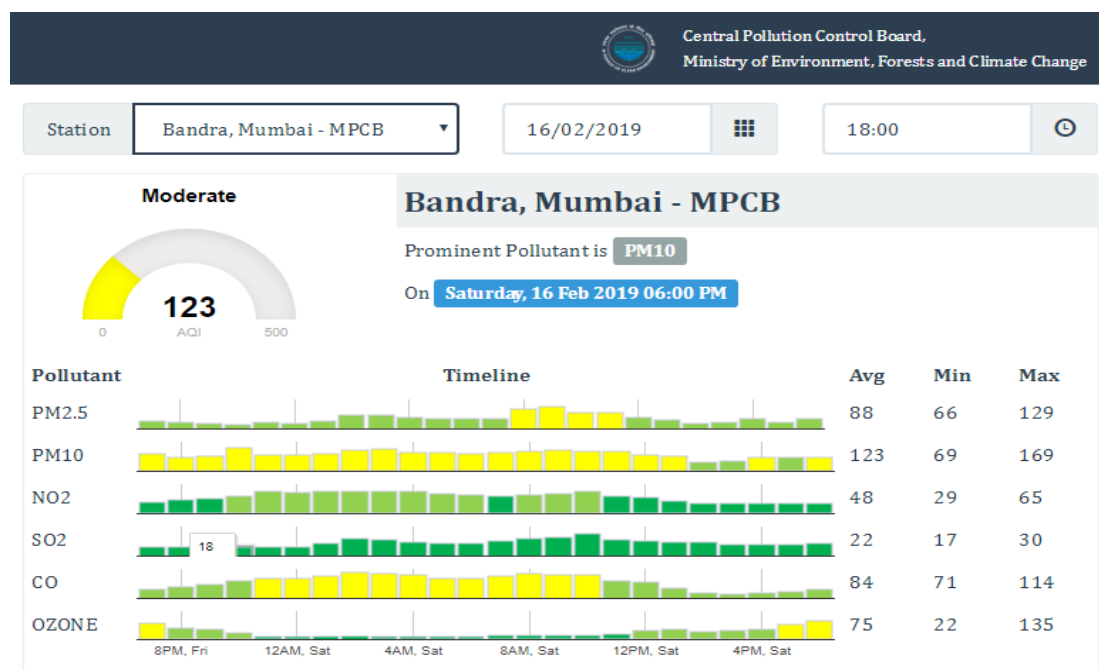 Central Pollution Control Board,
Ministry of Environment, Forests and Climate Change
Station Bandra, Mumbai - MPCB 16/02/2019 18:00
Moderate
123
0 AQI 500
Bandra, Mumbai - MPCB
Prominent Pollutant is PM10
On Saturday, 16 Feb 2019 06:00 PM
Pollutant Timeline Avg Min Max
PM2.5 88 66 129
PM10 123 69 169
NO2 48 29 65
SO2 18 22 17 30
CO 84 71 114
OZONE 75 22 135
8PM, Fri 12AM, Sat 4AM, Sat 8AM, Sat 12PM, Sat 4PM, Sat